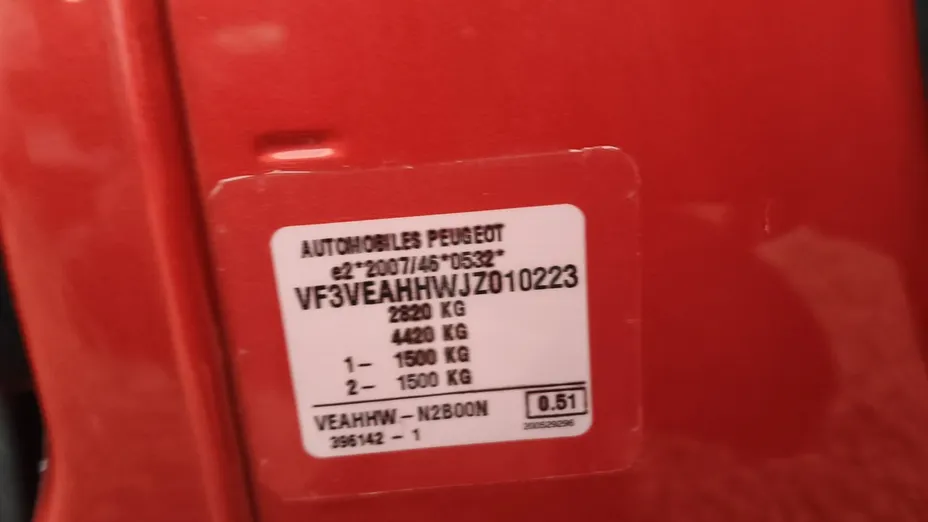 AUTOMOBILES PEUGEOT
e2*2007/46*0532*
VF3VEAHHWJZ010223
2820 KG
4420 KG
1- 1500 KG
2- 1500 KG
VEAHHW-N2B00N
0.51
396142-1
200529296